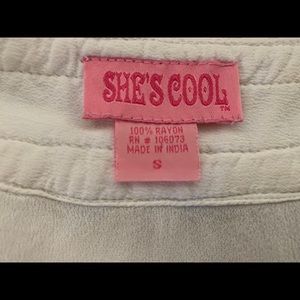 SHE'S COOL
TM
100% RAYON
RN # 106073
MADE IN INDIA
S